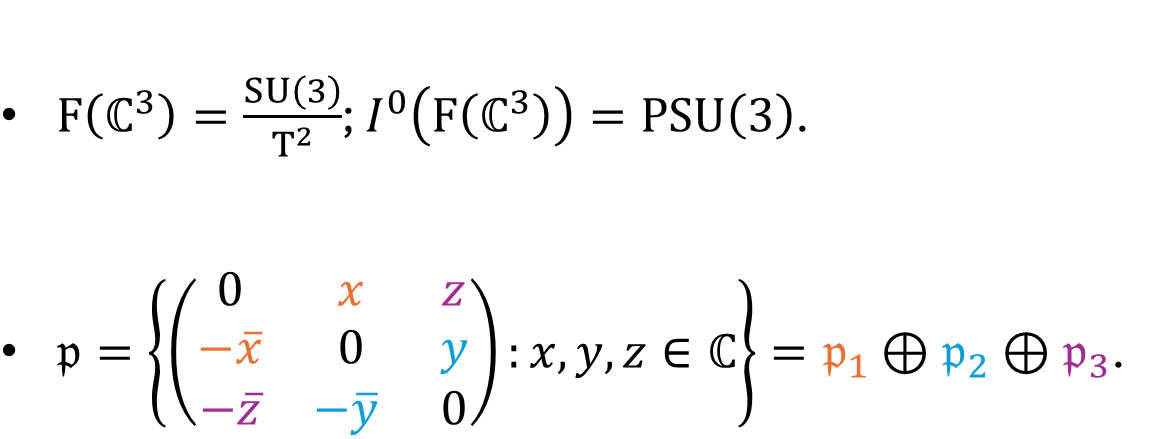 • F(ℂ³) = SU(3)/T²; I⁰(F(ℂ³)) = PSU(3).
• 𝔭 = {(0 x z
−x̄ 0 y
−z̄ −ȳ 0) : x, y, z ∈ ℂ} = 𝔭₁ ⊕ 𝔭₂ ⊕ 𝔭₃.